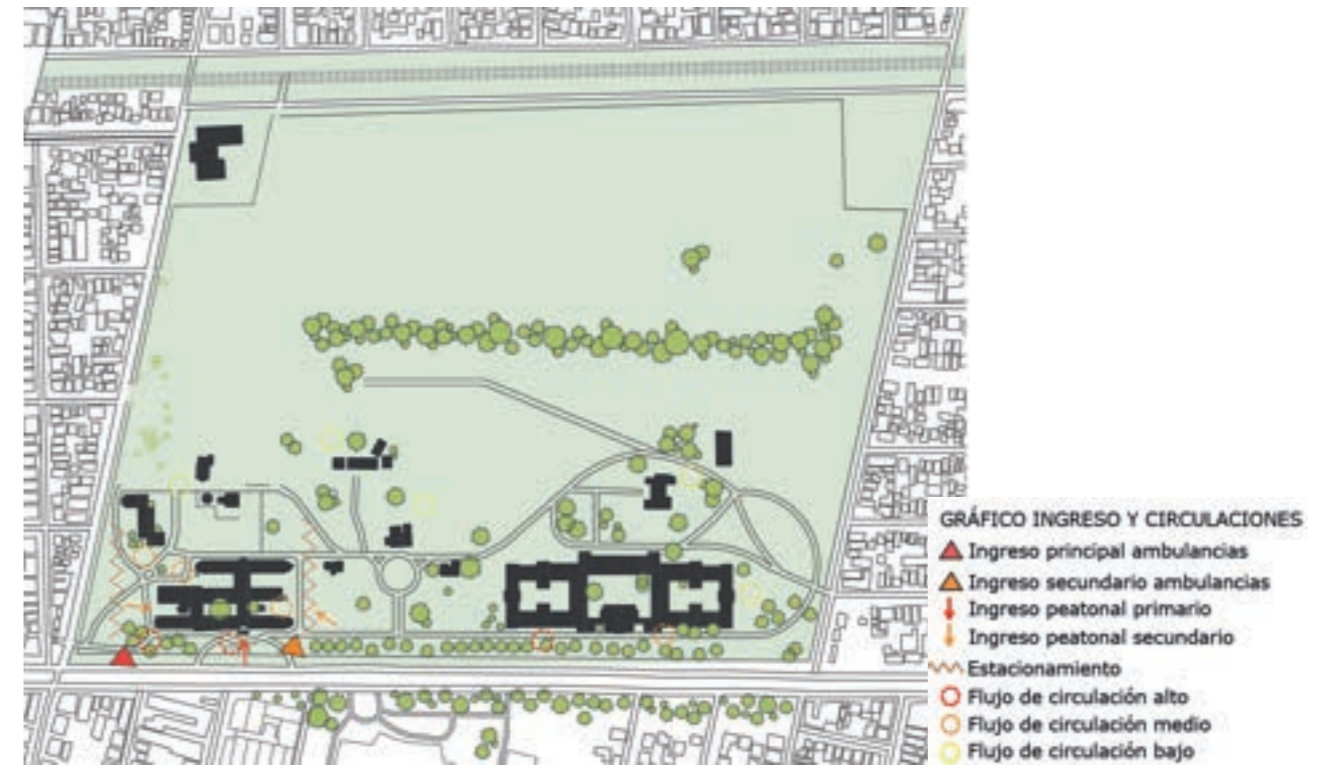 GRÁFICO INGRESO Y CIRCULACIONES
Ingreso principal ambulancias
Ingreso secundario ambulancias
Ingreso peatonal primario
Ingreso peatonal secundario
Estacionamiento
Flujo de circulación alto
Flujo de circulación medio
Flujo de circulación bajo